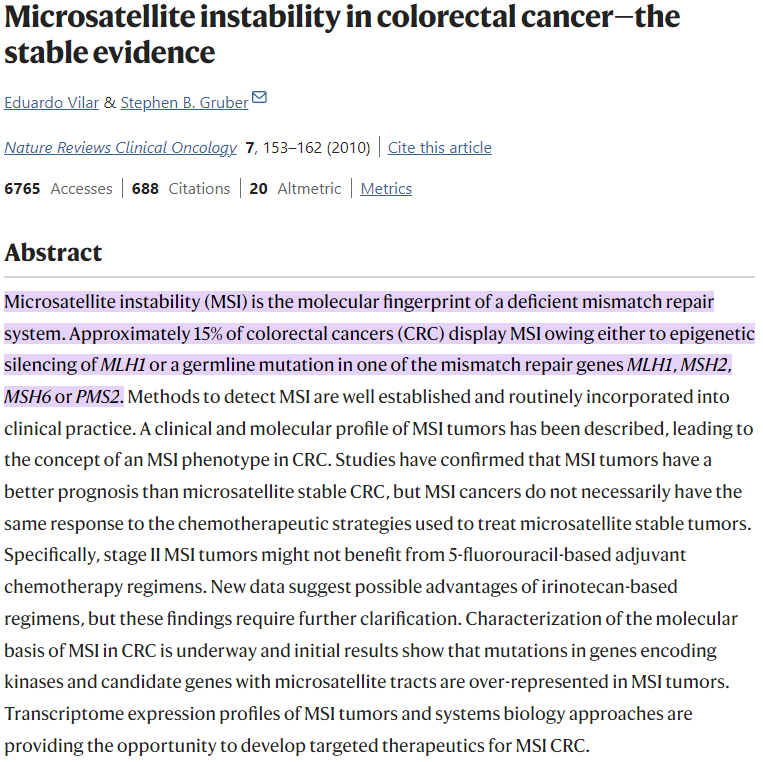 Microsatellite instability in colorectal cancer—the
stable evidence
Eduardo Vilar & Stephen B. Gruber
Nature Reviews Clinical Oncology 7, 153–162 (2010) | Cite this article
6765 Accesses | 688 Citations | 20 Altmetric | Metrics
Abstract
Microsatellite instability (MSI) is the molecular fingerprint of a deficient mismatch repair
system. Approximately 15% of colorectal cancers (CRC) display MSI owing either to epigenetic
silencing of MLH1 or a germline mutation in one of the mismatch repair genes MLH1, MSH2,
MSH6 or PMS2. Methods to detect MSI are well established and routinely incorporated into
clinical practice. A clinical and molecular profile of MSI tumors has been described, leading to
the concept of an MSI phenotype in CRC. Studies have confirmed that MSI tumors have a
better prognosis than microsatellite stable CRC, but MSI cancers do not necessarily have the
same response to the chemotherapeutic strategies used to treat microsatellite stable tumors.
Specifically, stage II MSI tumors might not benefit from 5-fluorouracil-based adjuvant
chemotherapy regimens. New data suggest possible advantages of irinotecan-based
regimens, but these findings require further clarification. Characterization of the molecular
basis of MSI in CRC is underway and initial results show that mutations in genes encoding
kinases and candidate genes with microsatellite tracts are over-represented in MSI tumors.
Transcriptome expression profiles of MSI tumors and systems biology approaches are
providing the opportunity to develop targeted therapeutics for MSI CRC.